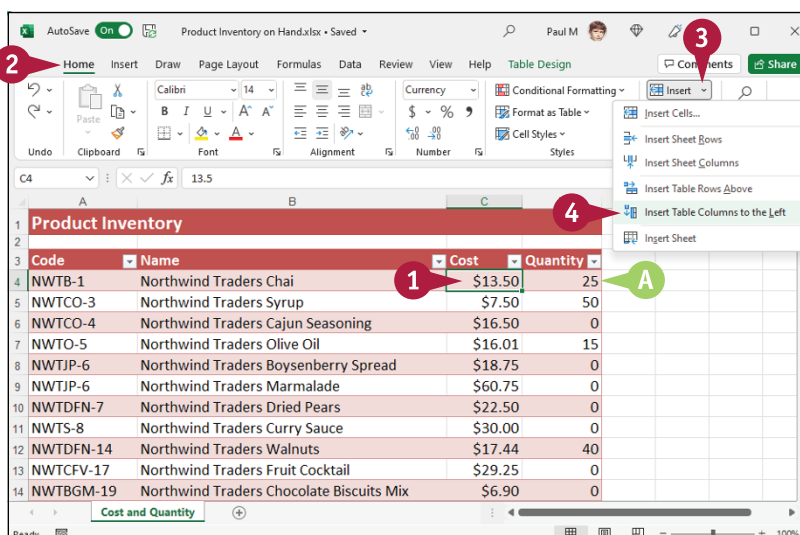 AutoSave On Product Inventory on Hand.xlsx • Saved Paul M
3
2 Home Insert Draw Page Layout Formulas Data Review View Help Table Design Comments Share
Calibri 14 Currency Conditional Formatting Insert
Paste B I U A A $ % 9 Format as Table
A Cell Styles
Undo Clipboard Font Alignment Number Styles
Insert Cells...
Insert Sheet Rows
Insert Sheet Columns
Insert Table Rows Above
4 Insert Table Columns to the Left
Insert Sheet
C4 fx 13.5
A B C
1 Product Inventory
2
3 Code Name Cost Quantity
4 NWTB-1 Northwind Traders Chai 1 $13.50 25 A
5 NWTCO-3 Northwind Traders Syrup $7.50 50
6 NWTCO-4 Northwind Traders Cajun Seasoning $16.50 0
7 NWTO-5 Northwind Traders Olive Oil $16.01 15
8 NWTJP-6 Northwind Traders Boysenberry Spread $18.75 0
9 NWTJP-6 Northwind Traders Marmalade $60.75 0
10 NWTDFN-7 Northwind Traders Dried Pears $22.50 0
11 NWTS-8 Northwind Traders Curry Sauce $30.00 0
12 NWTDFN-14 Northwind Traders Walnuts $17.44 40
13 NWTCFV-17 Northwind Traders Fruit Cocktail $29.25 0
14 NWTBGM-19 Northwind Traders Chocolate Biscuits Mix $6.90 0
Cost and Quantity
Ready 100%